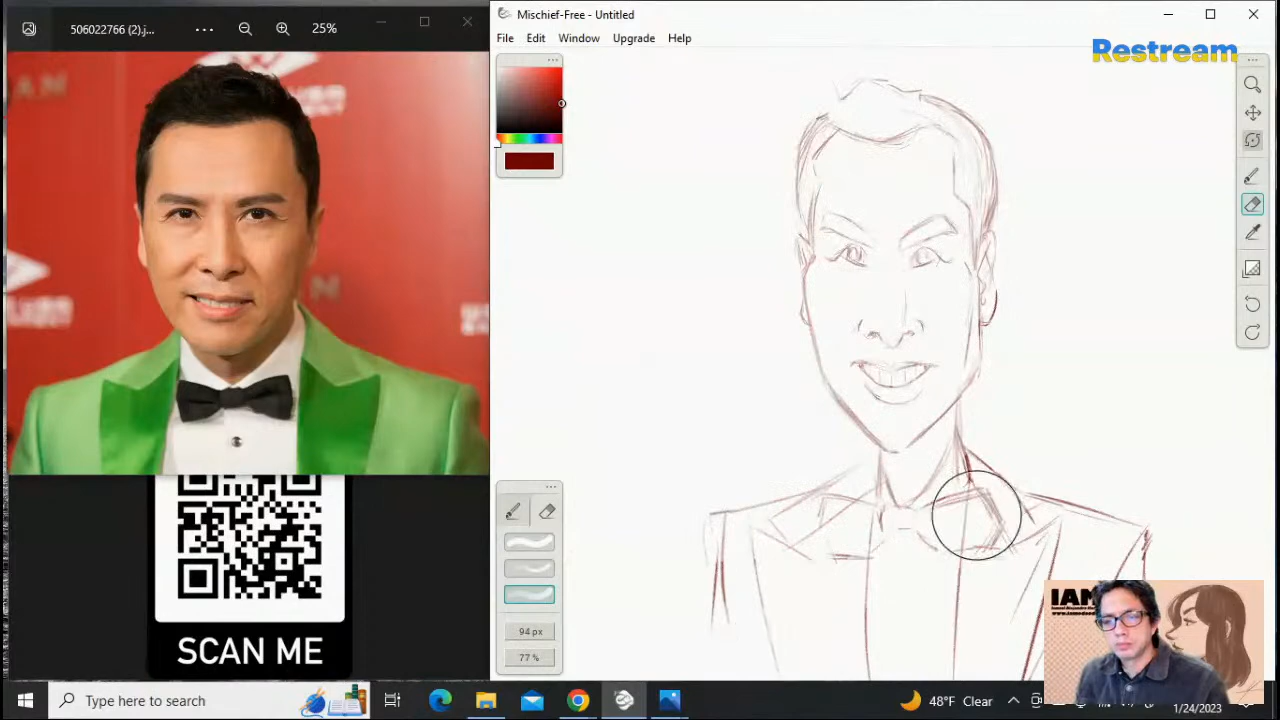 506022766 (2).j...
...
25%
Mischief-Free - Untitled
File Edit Window Upgrade Help
Restream
94 px
77 %
SCAN ME
IAM
Type here to search
48°F Clear
1/24/2023